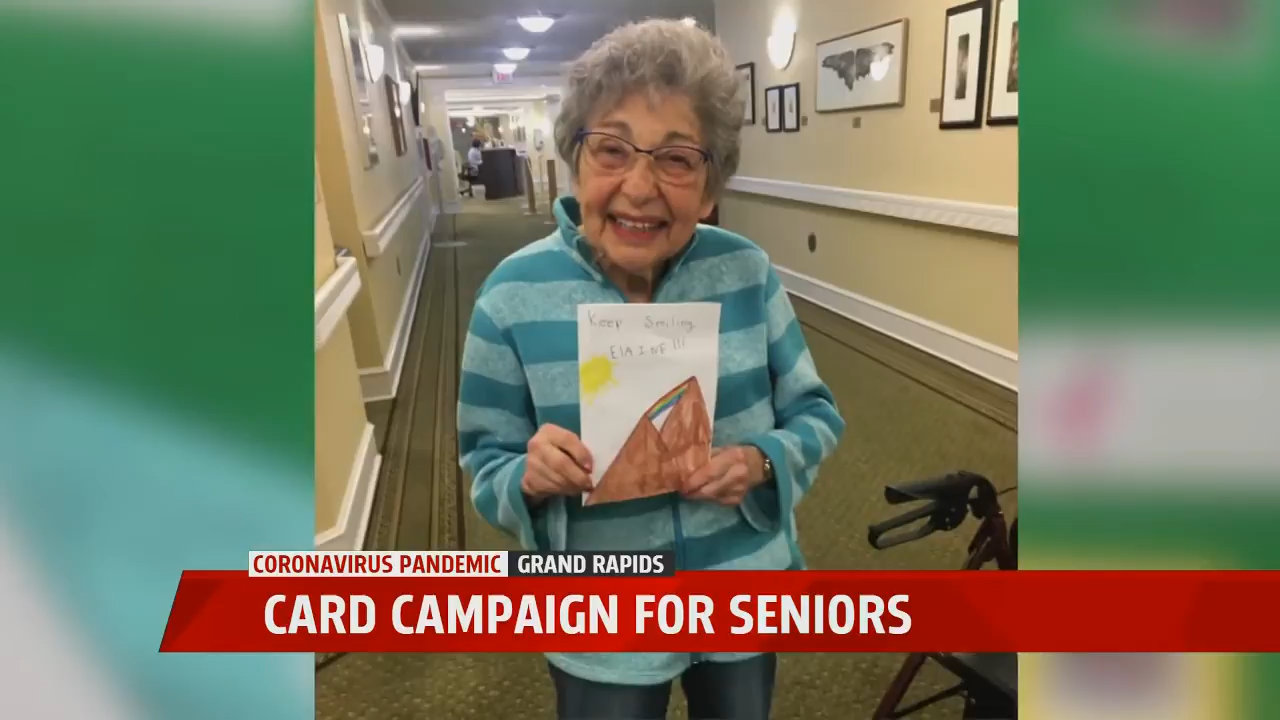 Keep Smiling
ElAINE!!!
CORONAVIRUS PANDEMIC GRAND RAPIDS
CARD CAMPAIGN FOR SENIORS